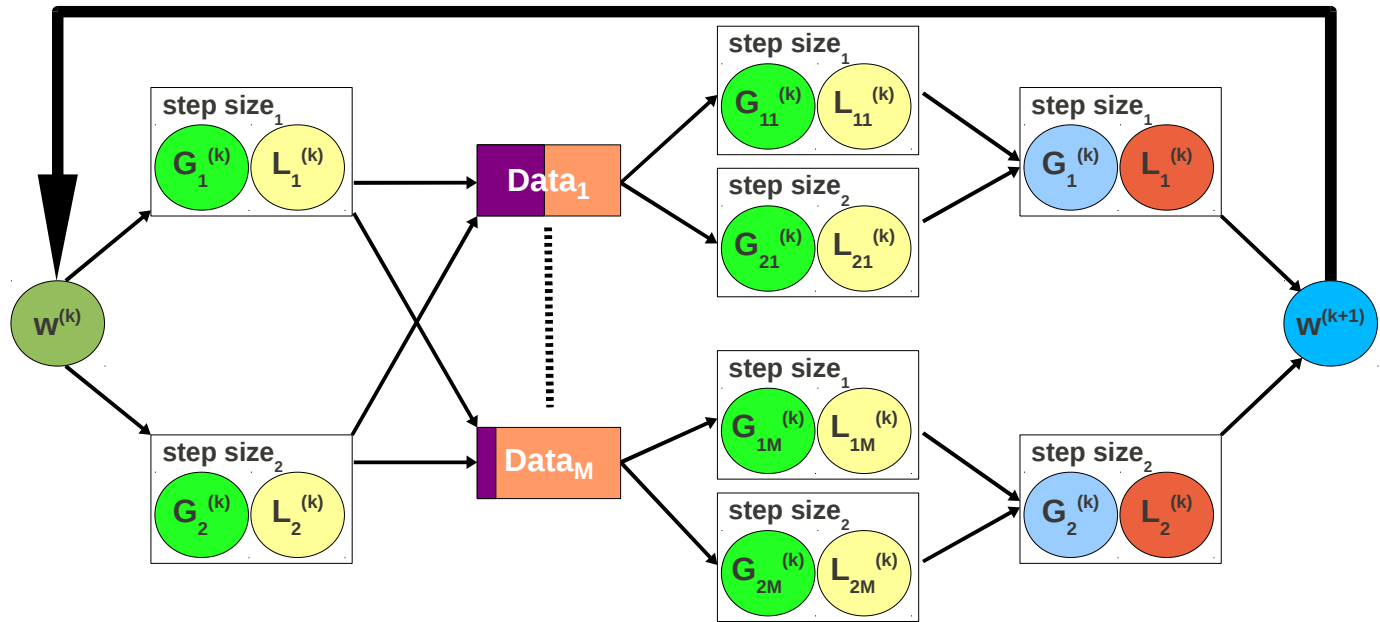 w(k)
step size1
G1(k) L1(k)
step size2
G2(k) L2(k)
Data1
DataM
step size1
G11(k) L11(k)
step size2
G21(k) L21(k)
step size1
G1M(k) L1M(k)
step size2
G2M(k) L2M(k)
step size1
G1(k) L1(k)
step size2
G2(k) L2(k)
w(k+1)